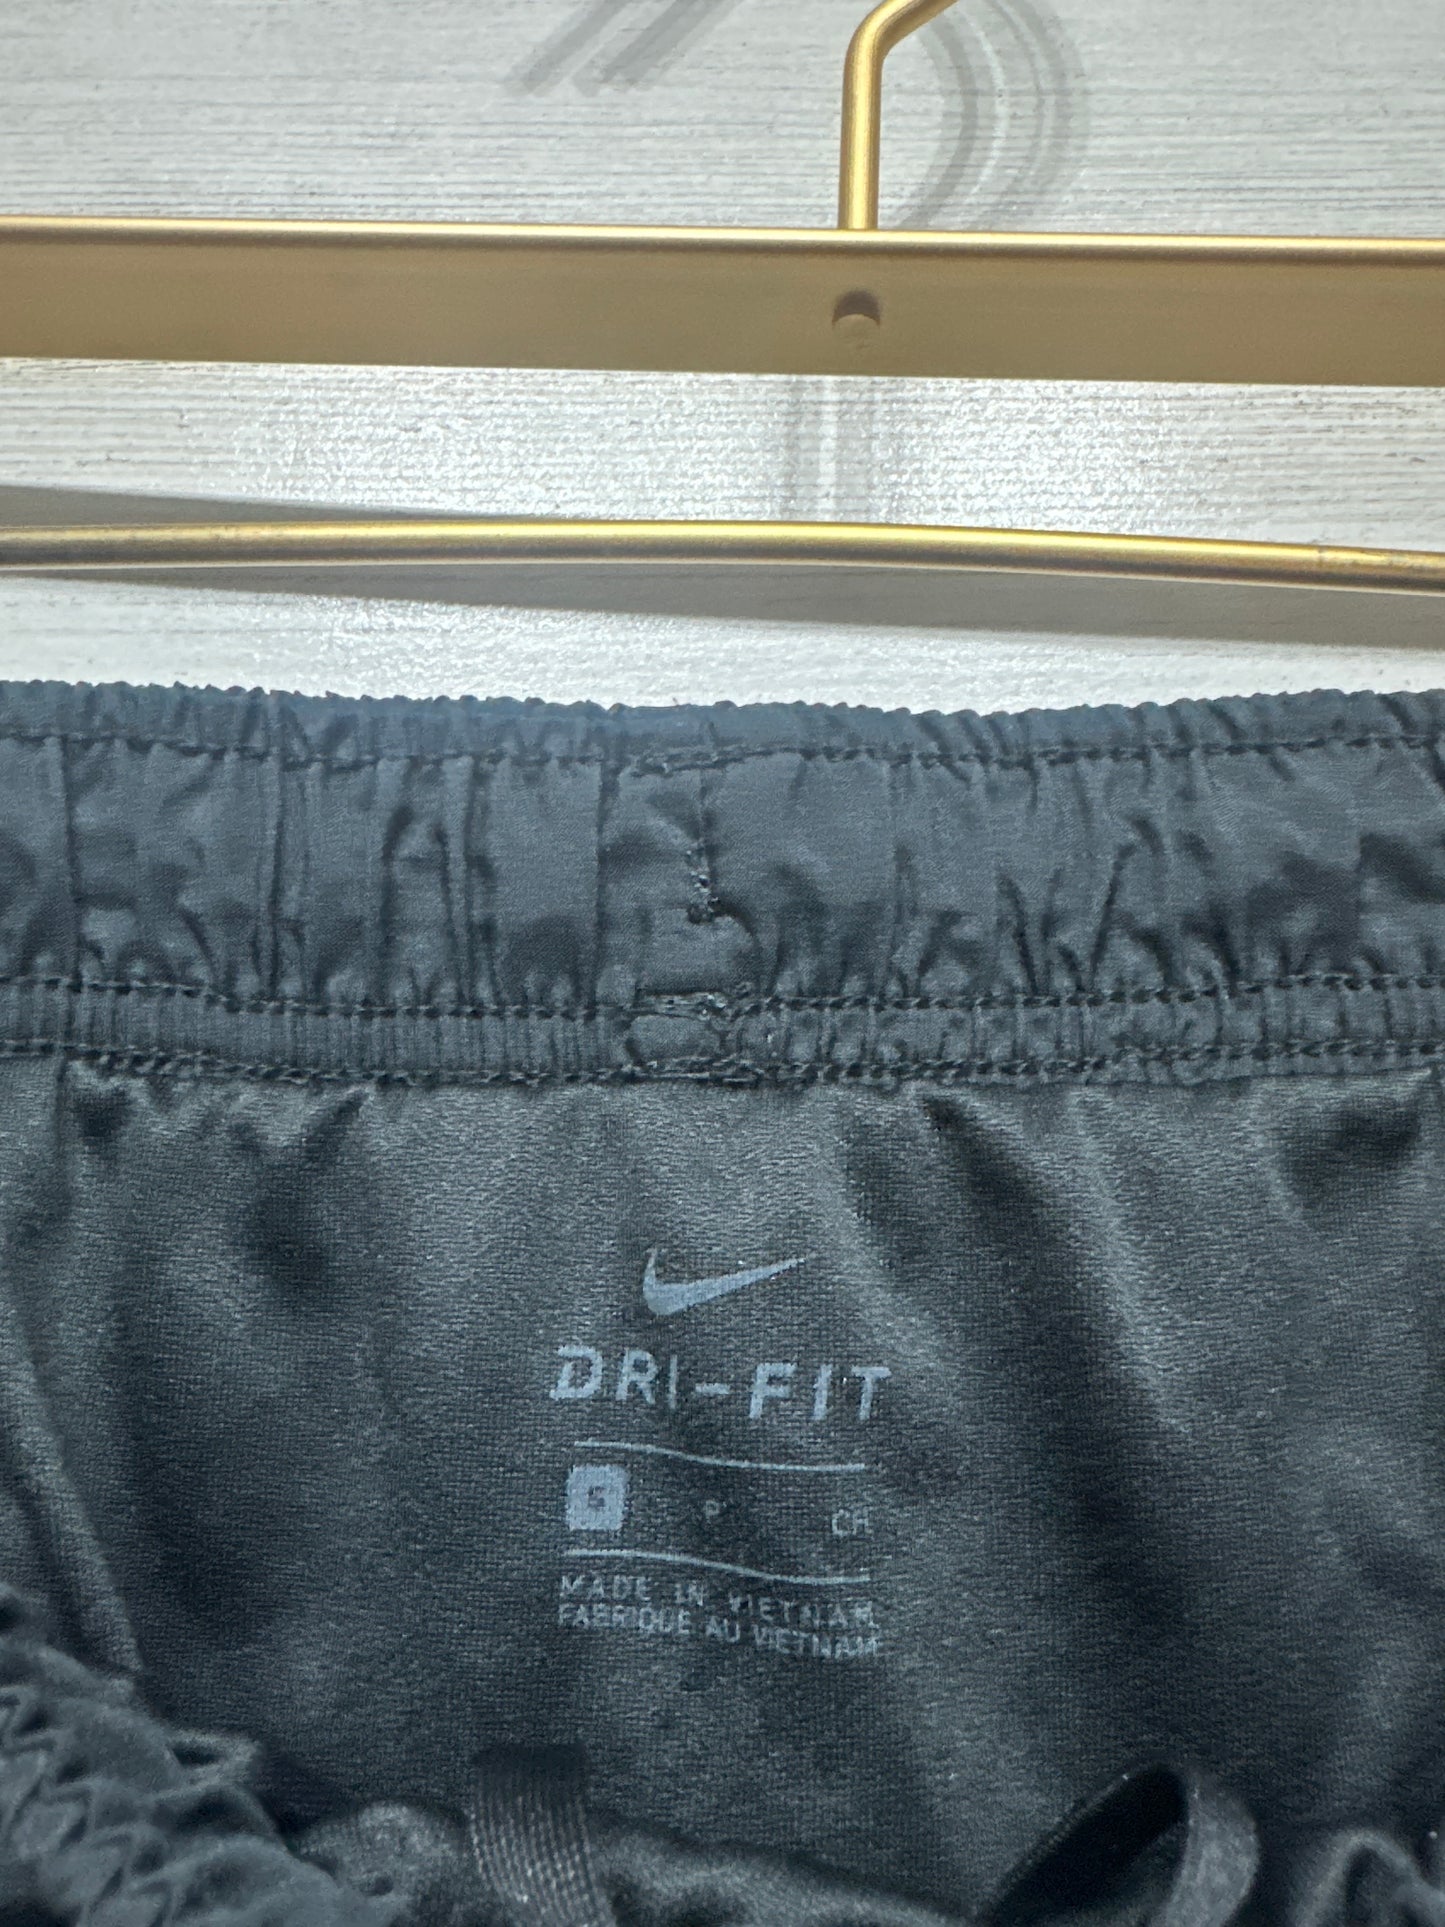 DRI-FIT
S P CH
MADE IN VIETNAM
FABRIQUE AU VIETNAM